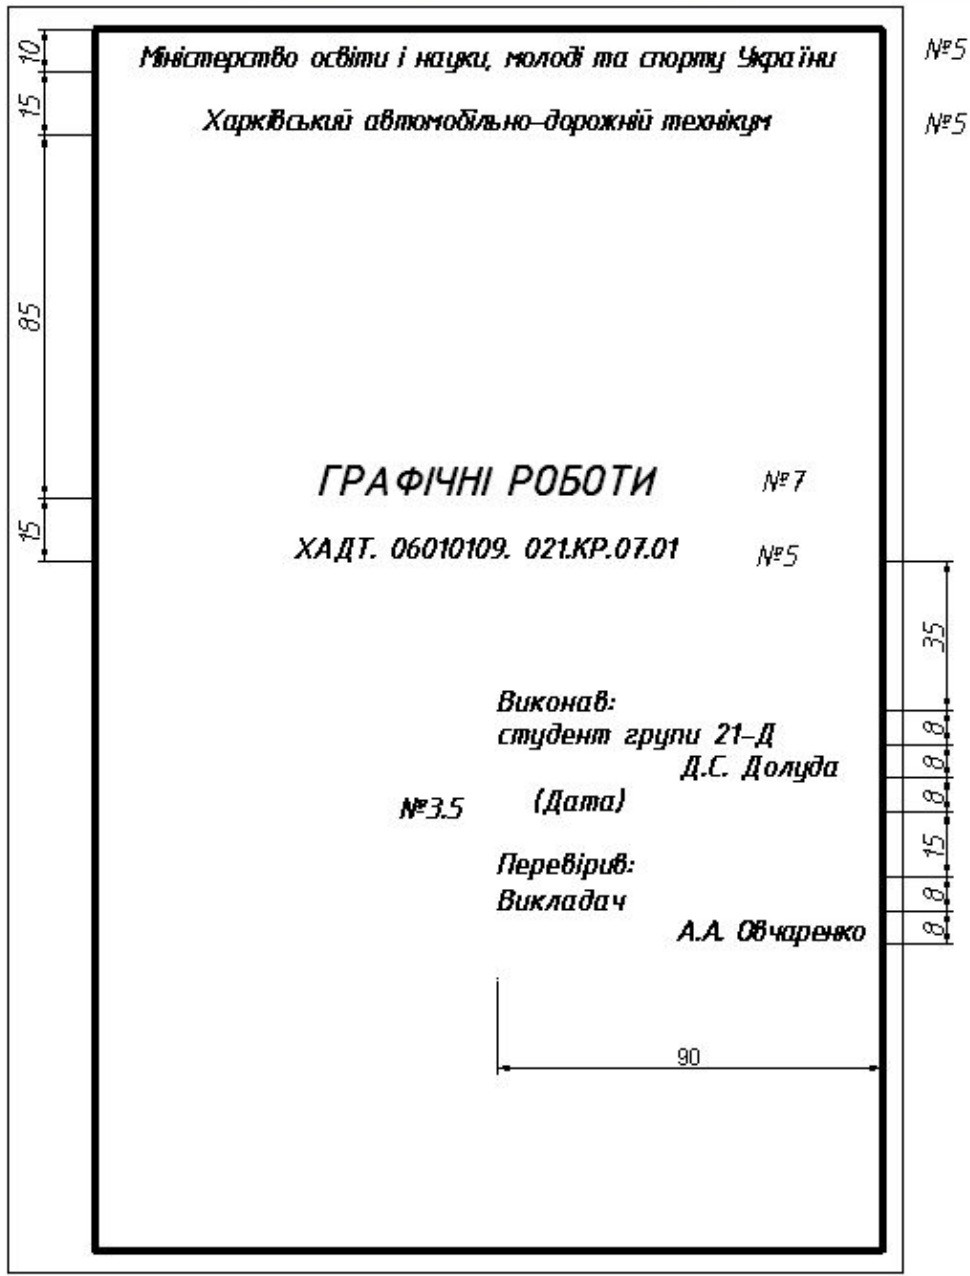 10
Міністерство освіти і науки, молоді та спорту України
№5
15
Харківський автомобільно-дорожній технікум
№5
85
ГРАФІЧНІ РОБОТИ
№7
15
ХАДТ. 06010109. 021.КР.07.01
№5
35
Виконав:
8
студент групи 21-Д
8
Д.С. Долуда
№3.5
(Дата)
8
15
Перевірив:
8
Викладач
8
А.А. Овчаренко
90